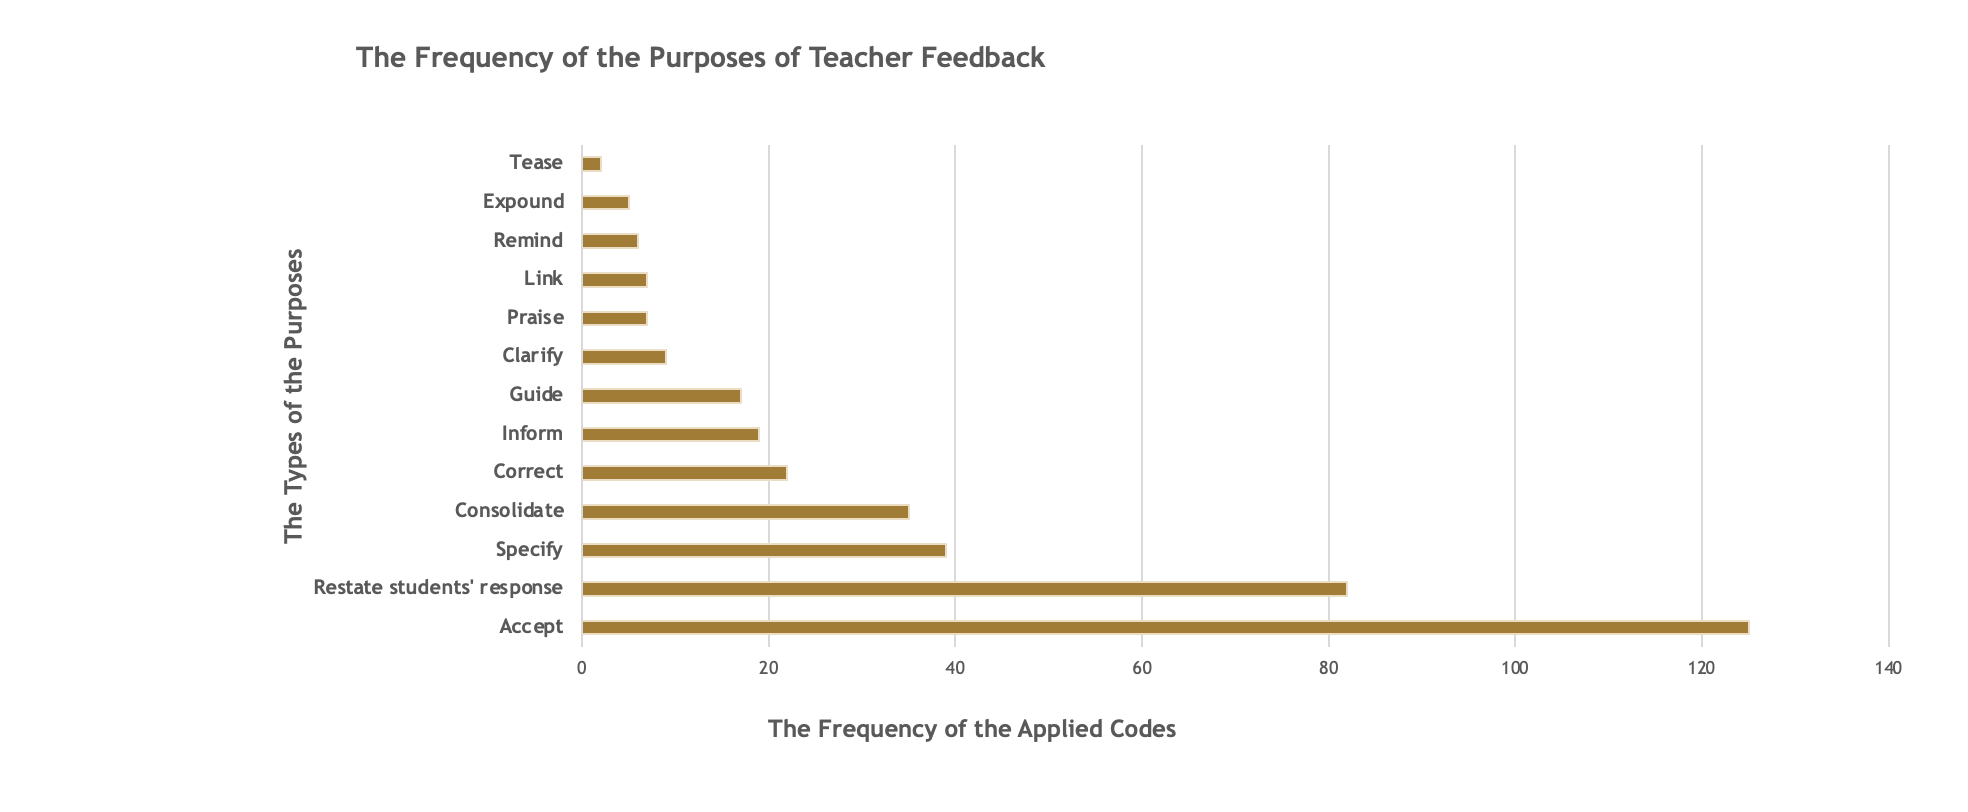 The Frequency of the Purposes of Teacher Feedback
The Types of the Purposes
Tease
Expound
Remind
Link
Praise
Clarify
Guide
Inform
Correct
Consolidate
Specify
Restate students' response
Accept
0 20 40 60 80 100 120 140
The Frequency of the Applied Codes